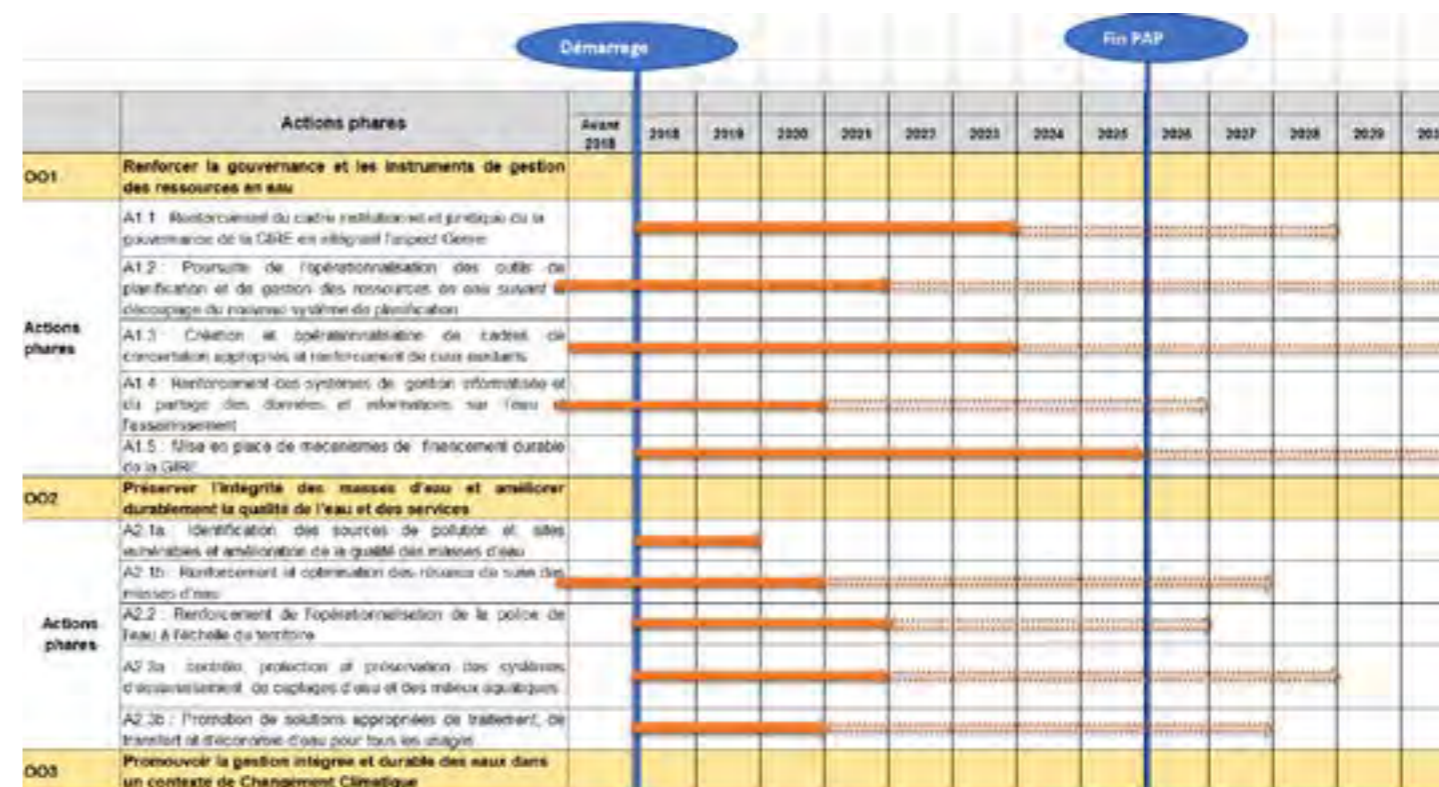 Démarrage
Fin PAP
Actions phares
Avant
2018
2018 2019 2020 2021 2022 2023 2024 2025 2026 2027 2028 2029
OO1
Renforcer la gouvernance et les instruments de gestion
des ressources en eau
A1.1 Renforcement du cadre institutionnel et juridique de la
gouvernance de la GIRE en intégrant l'aspect Genre
A1.2 : Poursuite de l'opérationnalisation des outils de
planification et de gestion des ressources en eau suivant
découpage du nouveau système de planification
Actions
phares
A1.3 Création et opérationnalisation de cadres de
concertation appropriés et renforcement de ceux existants
A1.4 Renforcement des systèmes de gestion informatisée et
du partage des données et informations sur l'eau
l'assainissement
A1.5 : Mise en place de mécanismes de financement durable
de la GIRE
OO2
Préserver l'intégrité des masses d'eau et améliorer
durablement la qualité de l'eau et des services
A2.1a Identification des sources de pollution et sites
vulnérables et amélioration de la qualité des masses d'eau
A2.1b : Renforcement et optimisation des réseaux de suivi des
masses d'eau
Actions
phares
A2.2 : Renforcement de l'opérationnalisation de la police de
l'eau à l'échelle du territoire
A2.3a contrôle, protection et préservation des systèmes
d'assainissement de captages d'eau et des milieux aquatiques
A2.3b : Promotion de solutions appropriées de traitement, de
transfert et d'économie d'eau pour tous les usages
OO3
Promouvoir la gestion intégrée et durable des eaux dans
un contexte de Changement Climatique